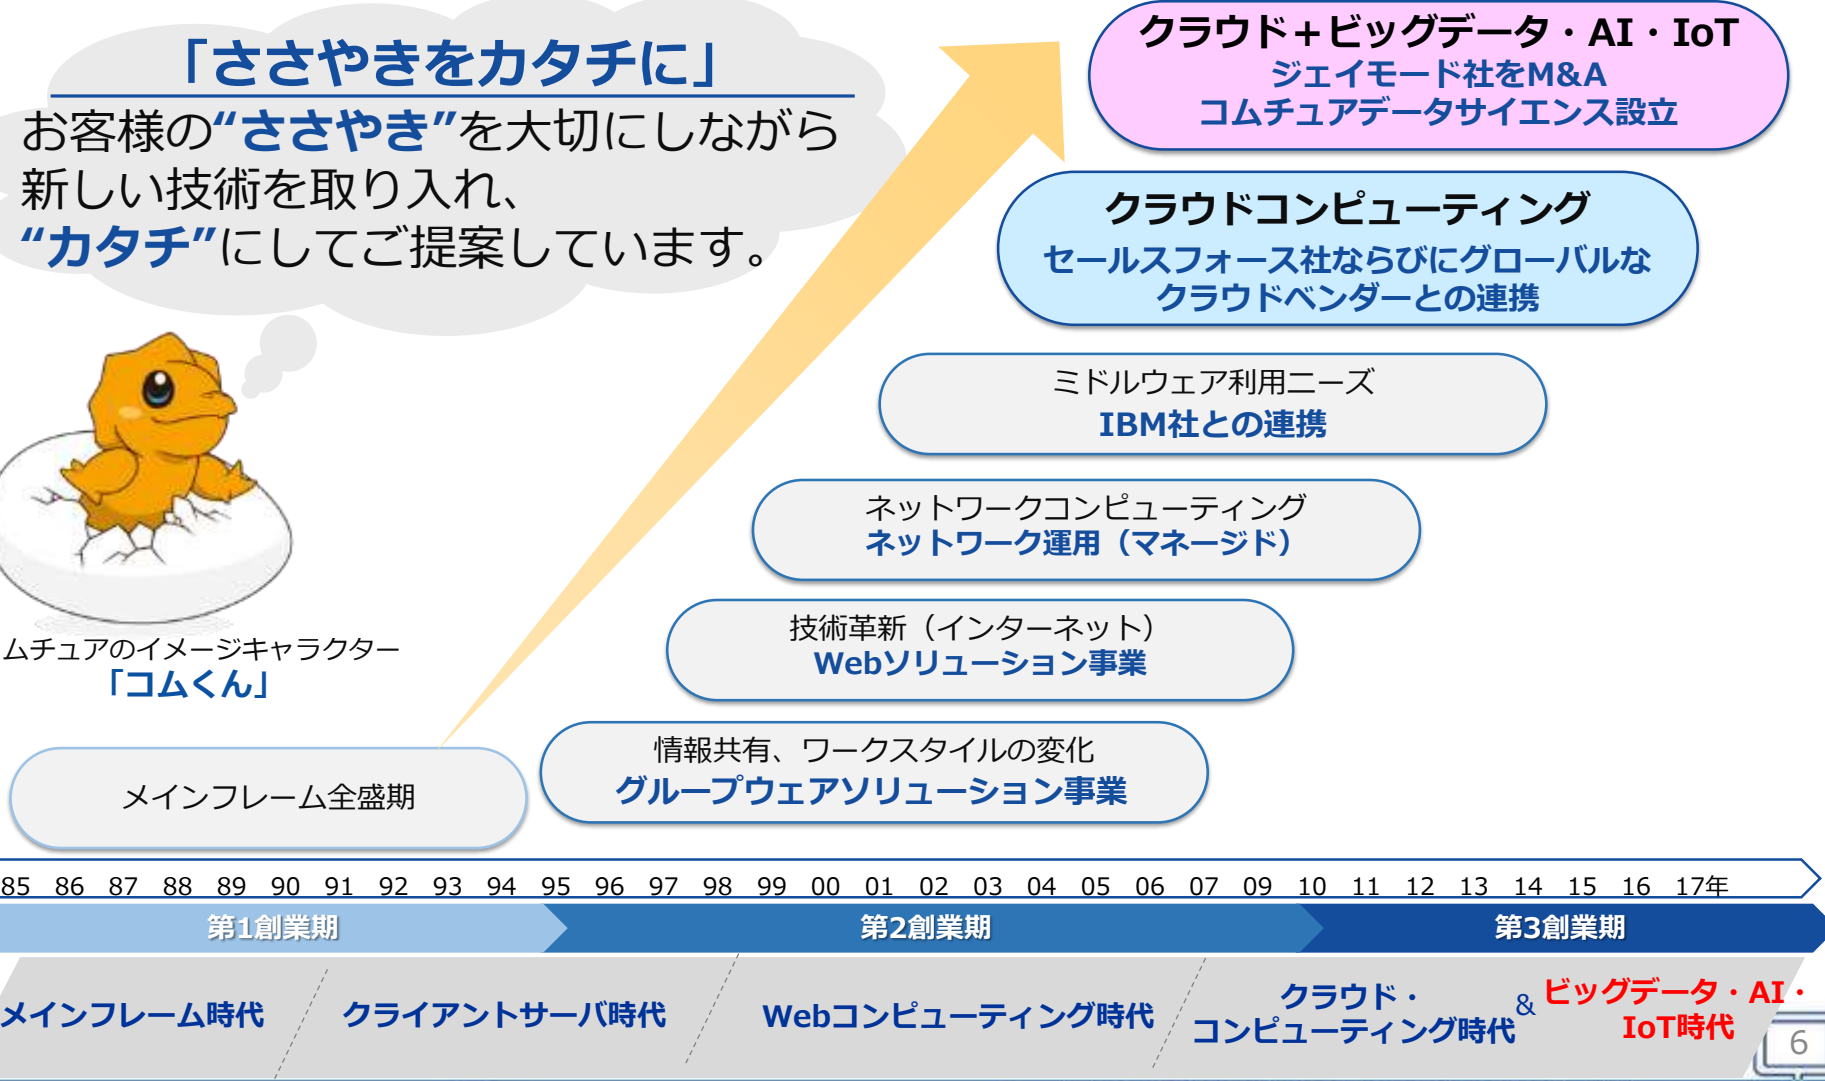 「ささやきをカタチに」
お客様の“ささやき”を大切にしながら
新しい技術を取り入れ、
“カタチ”にしてご提案しています。
クラウド＋ビッグデータ・AI・IoT
ジェイモード社をM&A
コムチュアデータサイエンス設立
クラウドコンピューティング
セールスフォース社ならびにグローバルな
クラウドベンダーとの連携
ミドルウェア利用ニーズ
IBM社との連携
ネットワークコンピューティング
ネットワーク運用（マネージド）
技術革新（インターネット）
Webソリューション事業
ムチュアのイメージキャラクター
「コムくん」
情報共有、ワークスタイルの変化
グループウェアソリューション事業
メインフレーム全盛期
85 86 87 88 89 90 91 92 93 94 95 96 97 98 99 00 01 02 03 04 05 06 07 09 10 11 12 13 14 15 16 17年
第1創業期 第2創業期 第3創業期
メインフレーム時代
クライアントサーバ時代
Webコンピューティング時代
クラウド・
コンピューティング時代
&
ビッグデータ・AI・
IoT時代
6